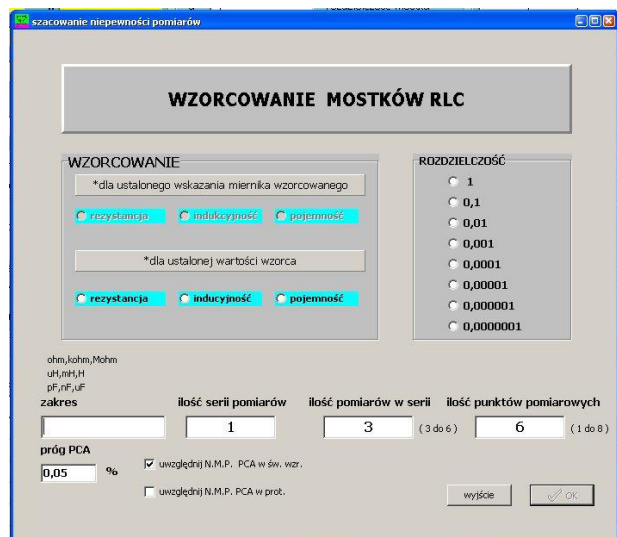 szacowanie niepewności pomiarów
WZORCOWANIE MOSTKÓW RLC
WZORCOWANIE
*dla ustalonego wskazania miernika wzorcowanego
rezystancja indukcyjność pojemność
*dla ustalonej wartości wzorca
rezystancja inducyjność pojemność
ROZDZIELCZOŚĆ
1
0,1
0,01
0,001
0,0001
0,00001
0,000001
0,0000001
ohm,kohm,Mohm
uH,mH,H
pF,nF,uF
zakres ilość serii pomiarów ilość pomiarów w serii ilość punktów pomiarowych
1 3 ( 3 do 6 ) 6 ( 1 do 8 )
próg PCA
0,05 %
uwzględnij N.M.P. PCA w św. wzr.
uwzględnij N.M.P. PCA w prot.
wyjście OK